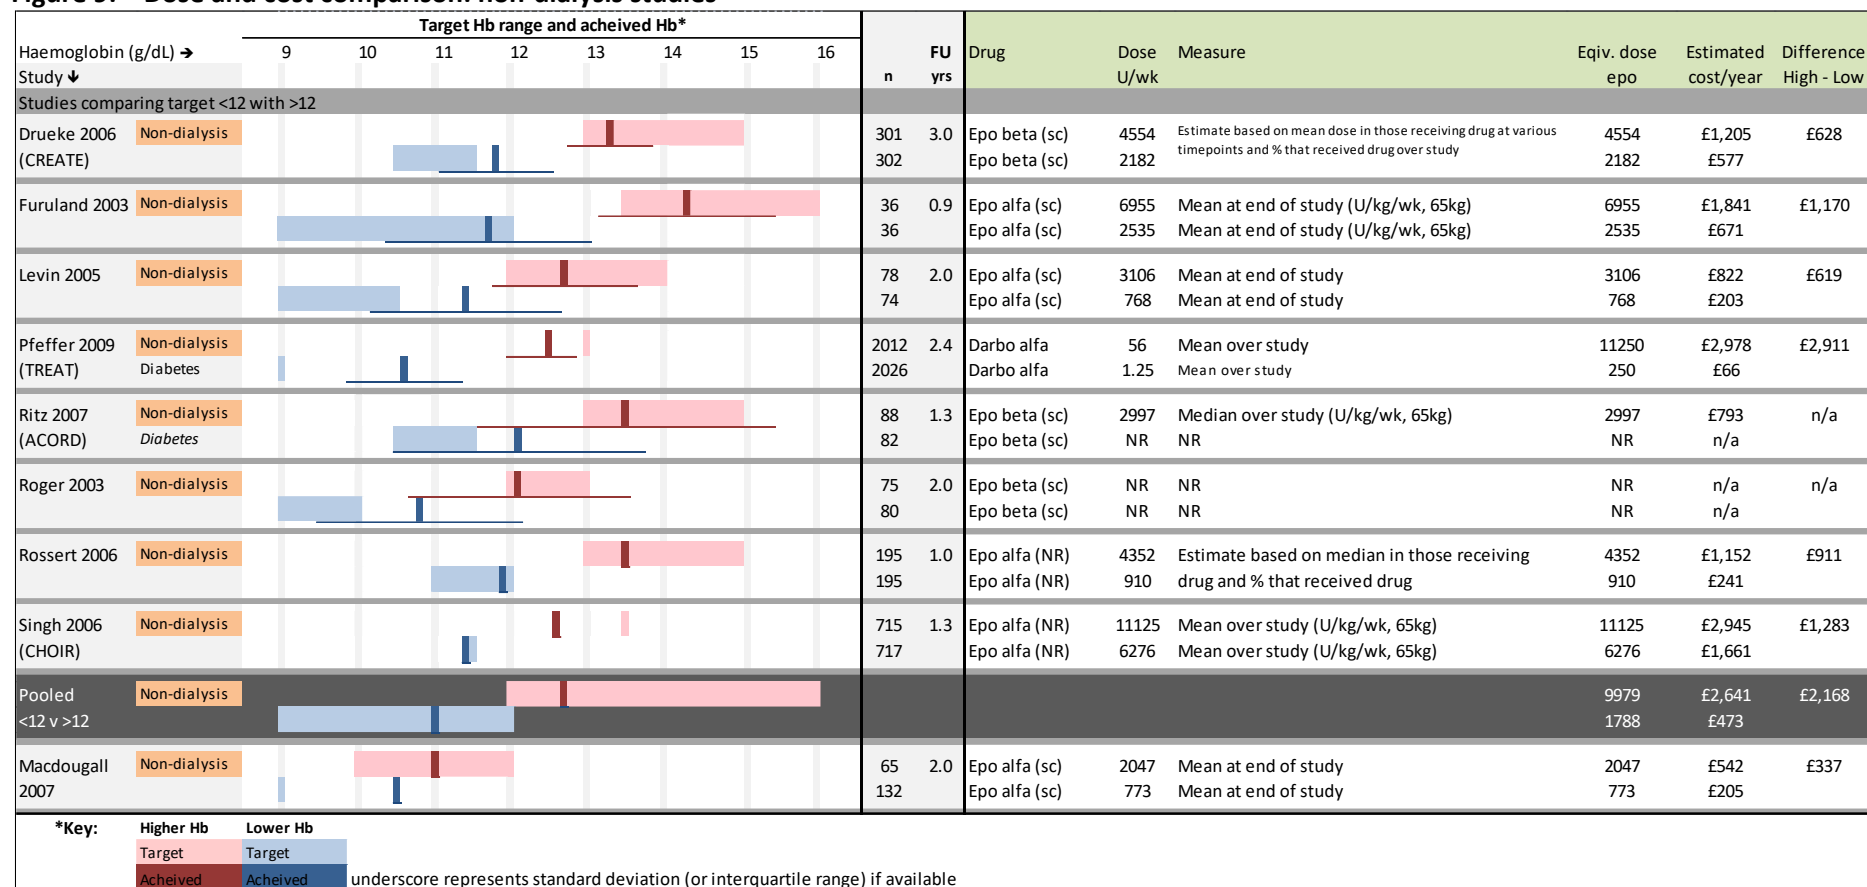 Figure 9. Dose and cost comparison: non-dialysis studies
Target Hb range and acheived Hb*
Haemoglobin (g/dL) → 9 10 11 12 13 14 15 16 FU Drug Dose Measure Eqiv. dose Estimated Difference
Study ↓ n yrs U/wk epo cost/year High - Low
Studies comparing target <12 with >12
Drueke 2006 Non-dialysis 301 3.0 Epo beta (sc) 4554 Estimate based on mean dose in those receiving drug at various 4554 £1,205 £628
(CREATE) 302 Epo beta (sc) 2182 timepoints and % that received drug over study 2182 £577
Furuland 2003 Non-dialysis 36 0.9 Epo alfa (sc) 6955 Mean at end of study (U/kg/wk, 65kg) 6955 £1,841 £1,170
36 Epo alfa (sc) 2535 Mean at end of study (U/kg/wk, 65kg) 2535 £671
Levin 2005 Non-dialysis 78 2.0 Epo alfa (sc) 3106 Mean at end of study 3106 £822 £619
74 Epo alfa (sc) 768 Mean at end of study 768 £203
Pfeffer 2009 Non-dialysis 2012 2.4 Darbo alfa 56 Mean over study 11250 £2,978 £2,911
(TREAT) Diabetes 2026 Darbo alfa 1.25 Mean over study 250 £66
Ritz 2007 Non-dialysis 88 1.3 Epo beta (sc) 2997 Median over study (U/kg/wk, 65kg) 2997 £793 n/a
(ACORD) Diabetes 82 Epo beta (sc) NR NR NR n/a
Roger 2003 Non-dialysis 75 2.0 Epo beta (sc) NR NR NR n/a n/a
80 Epo beta (sc) NR NR NR n/a
Rossert 2006 Non-dialysis 195 1.0 Epo alfa (NR) 4352 Estimate based on median in those receiving 4352 £1,152 £911
195 Epo alfa (NR) 910 drug and % that received drug 910 £241
Singh 2006 Non-dialysis 715 1.3 Epo alfa (NR) 11125 Mean over study (U/kg/wk, 65kg) 11125 £2,945 £1,283
(CHOIR) 717 Epo alfa (NR) 6276 Mean over study (U/kg/wk, 65kg) 6276 £1,661
Pooled Non-dialysis 9979 £2,641 £2,168
<12 v >12 1788 £473
Macdougall Non-dialysis 65 2.0 Epo alfa (sc) 2047 Mean at end of study 2047 £542 £337
2007 132 Epo alfa (sc) 773 Mean at end of study 773 £205
*Key: Higher Hb Lower Hb
Target Target
Acheived Acheived underscore represents standard deviation (or interquartile range) if available